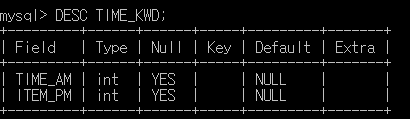 mysql> DESC TIME_KWD;
+---------+------+------+-----+---------+-------+
| Field | Type | Null | Key | Default | Extra |
+---------+------+------+-----+---------+-------+
| TIME_AM | int | YES | | NULL | |
| ITEM_PM | int | YES | | NULL | |
+---------+------+------+-----+---------+-------+